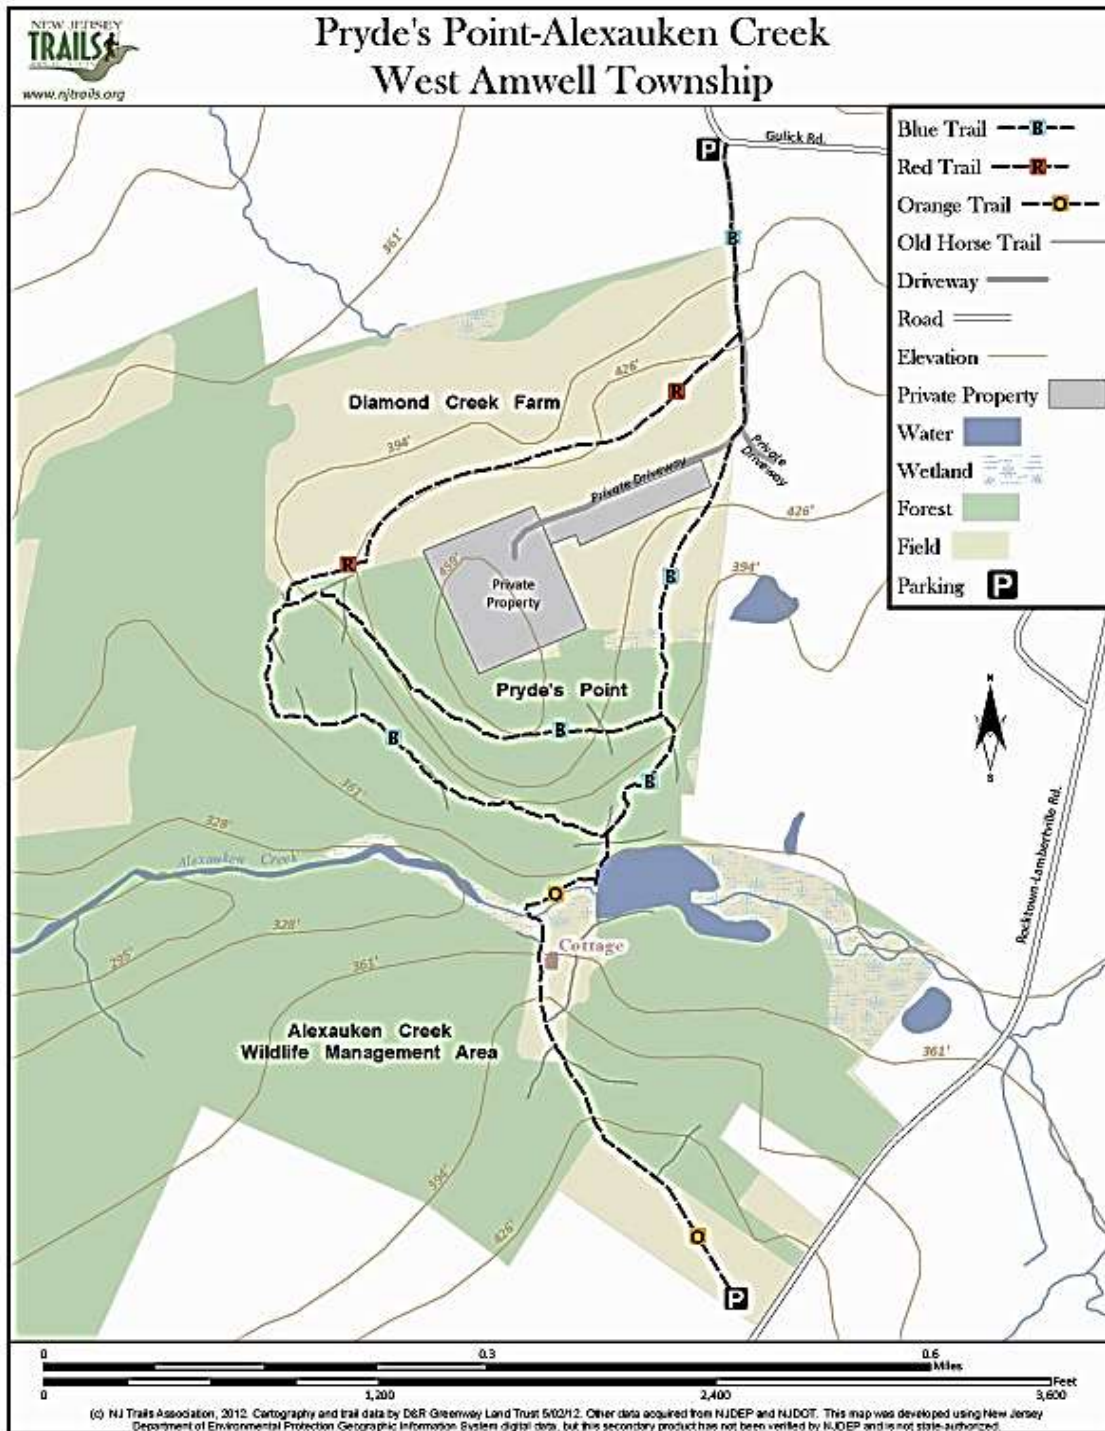 NEW JERSEY
TRAILS
www.njtrails.org
Pryde's Point-Alexauken Creek
West Amwell Township
Blue Trail B
Red Trail R
Orange Trail O
Old Horse Trail
Driveway
Road
Elevation
Private Property
Water
Wetland
Forest
Field
Parking P
P
Gulick Rd.
B
361'
426'
R
Diamond Creek Farm
394'
Private Driveway
Private
Driveway
426'
459'
R
Private
Property
B
394'
Pryde's Point
B
B
B
361'
328'
Alexauken Creek
O
328'
295'
361'
Cottage
Alexauken Creek
Wildlife Management Area
361'
Rocktown-Lambertville Rd.
N
S
394'
426'
O
P
0 0.3 0.6
Miles
Feet
0 1,200 2,400 3,600
(c) NJ Trails Association, 2012. Cartography and trail data by D&R Greenway Land Trust 5/02/12. Other data acquired from NJDEP and NJDOT. This map was developed using New Jersey
Department of Environmental Protection Geographic Information System digital data, but this secondary product has not been verified by NJDEP and is not state-authorized.